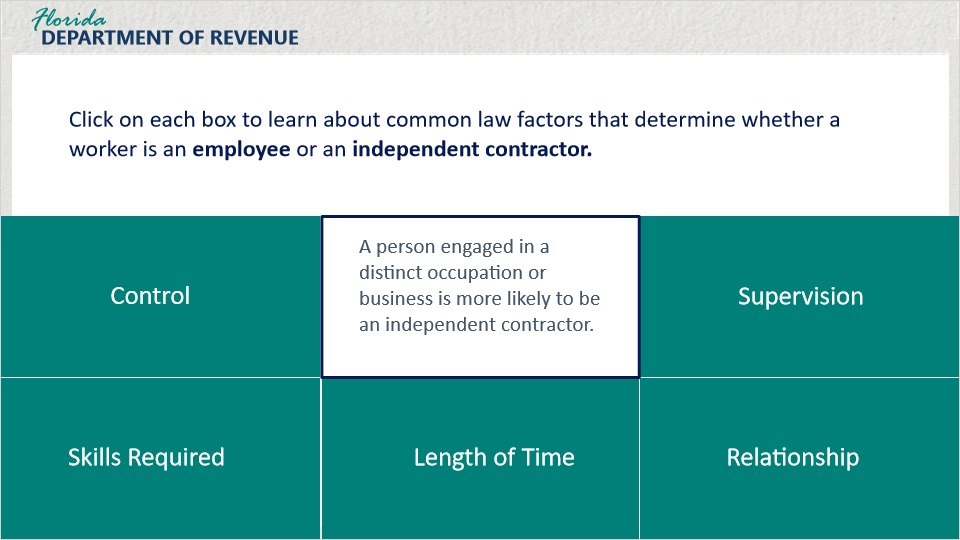 Florida
DEPARTMENT OF REVENUE
Click on each box to learn about common law factors that determine whether a
worker is an employee or an independent contractor.
Control
A person engaged in a
distinct occupation or
business is more likely to be
an independent contractor.
Supervision
Skills Required
Length of Time
Relationship